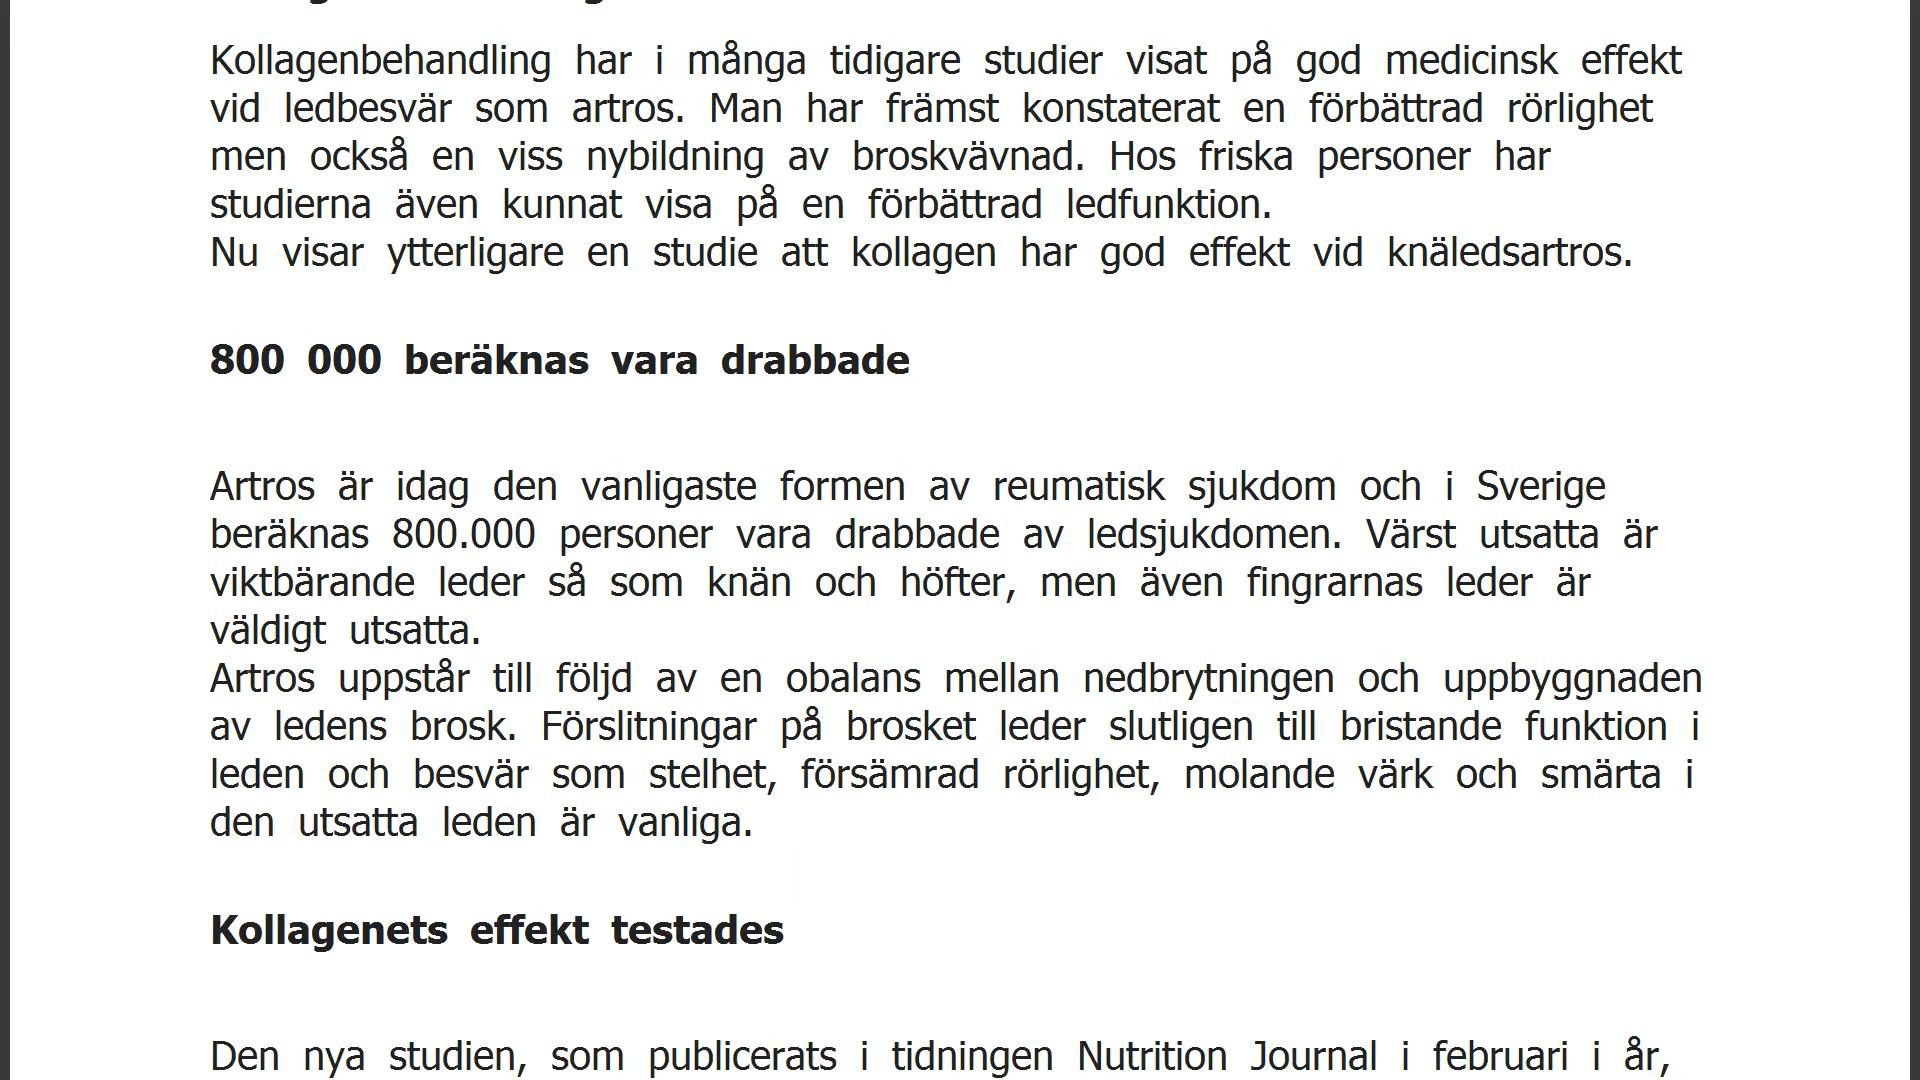 Kollagenbehandling har i många tidigare studier visat på god medicinsk effekt
vid ledbesvär som artros. Man har främst konstaterat en förbättrad rörlighet
men också en viss nybildning av broskvävnad. Hos friska personer har
studierna även kunnat visa på en förbättrad ledfunktion.
Nu visar ytterligare en studie att kollagen har god effekt vid knäledsartros.
800 000 beräknas vara drabbade
Artros är idag den vanligaste formen av reumatisk sjukdom och i Sverige
beräknas 800.000 personer vara drabbade av ledsjukdomen. Värst utsatta är
viktbärande leder så som knän och höfter, men även fingrarnas leder är
väldigt utsatta.
Artros uppstår till följd av en obalans mellan nedbrytningen och uppbyggnaden
av ledens brosk. Förslitningar på brosket leder slutligen till bristande funktion i
leden och besvär som stelhet, försämrad rörlighet, molande värk och smärta i
den utsatta leden är vanliga.
Kollagenets effekt testades
Den nya studien, som publicerats i tidningen Nutrition Journal i februari i år,